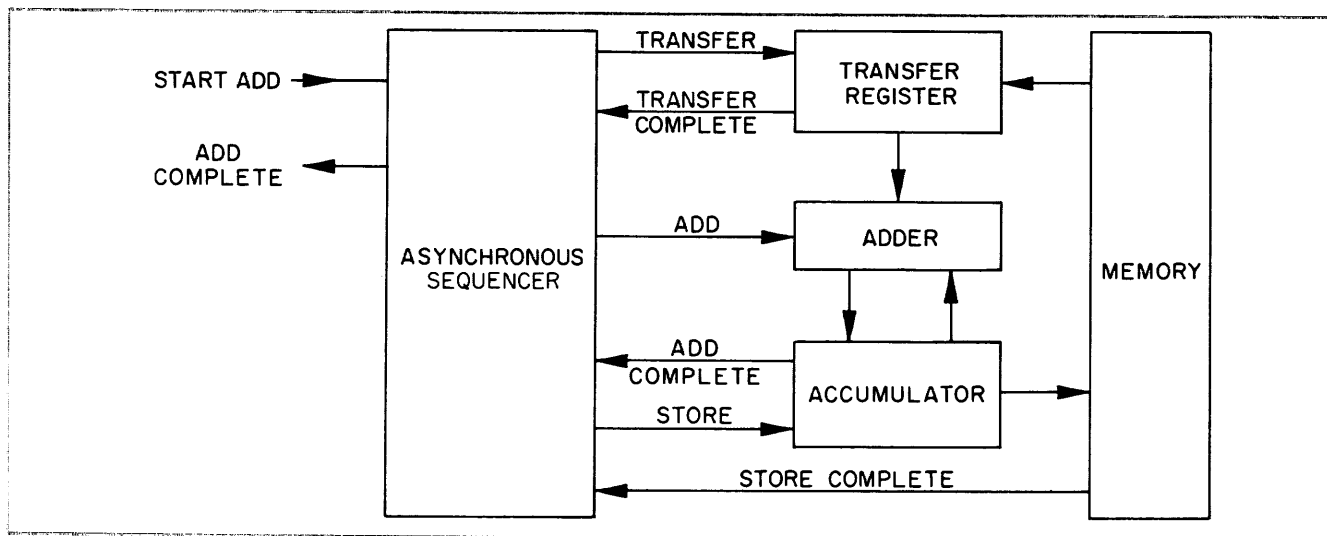 START ADD
ADD
COMPLETE
ASYNCHRONOUS
SEQUENCER
TRANSFER
TRANSFER
COMPLETE
ADD
ADD
COMPLETE
STORE
STORE COMPLETE
TRANSFER
REGISTER
ADDER
ACCUMULATOR
MEMORY